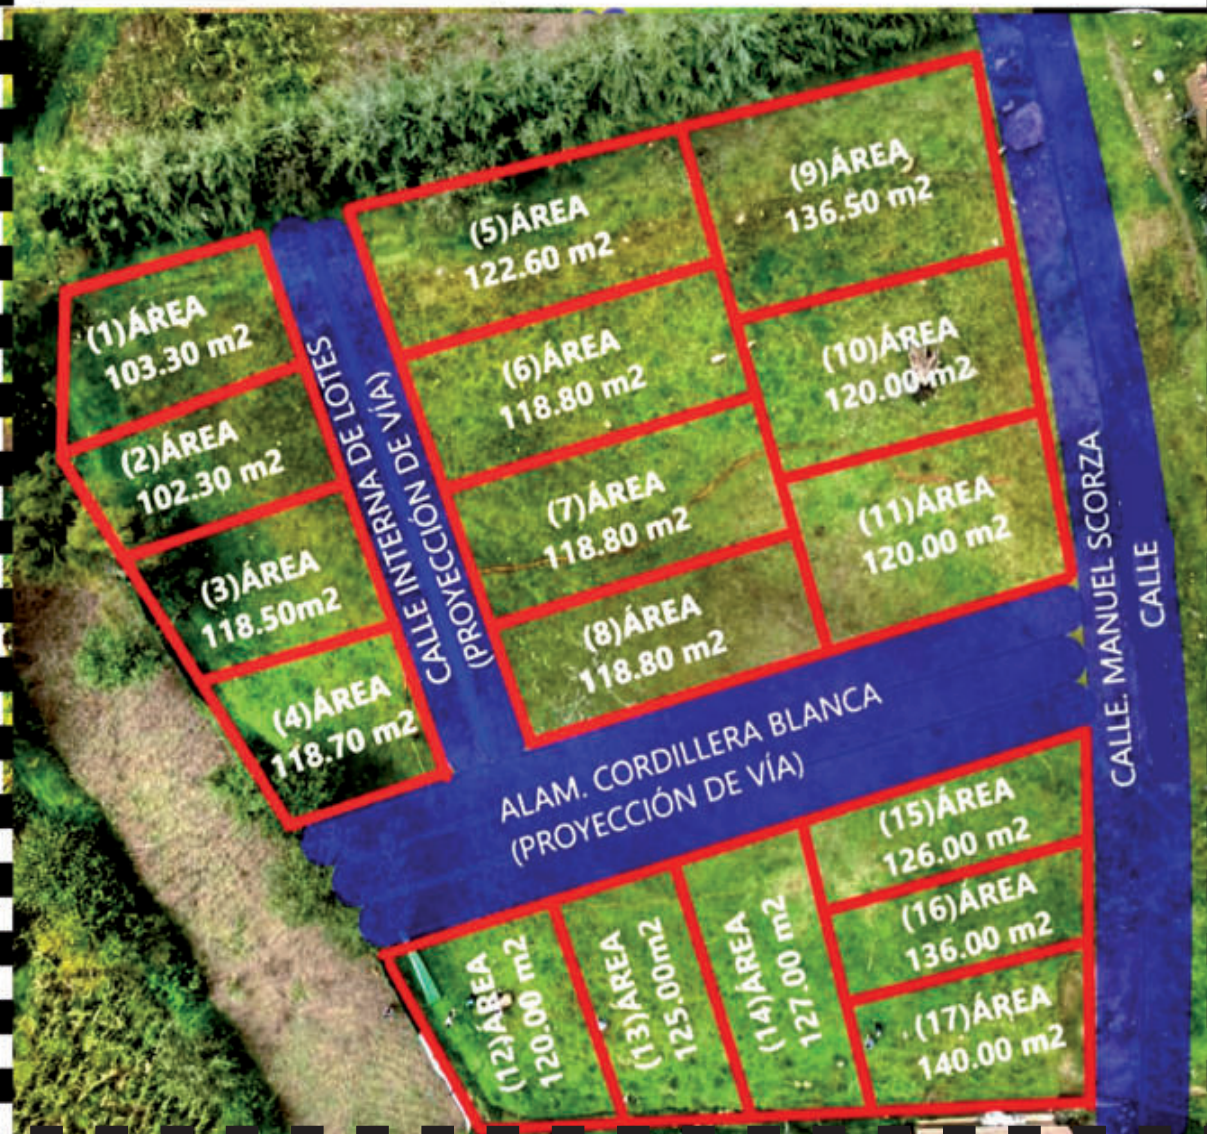 (1)ÁREA
103.30 m2
(2)ÁREA
102.30 m2
(3)ÁREA
118.50m2
(4)ÁREA
118.70 m2
CALLE INTERNA DE LOTES
(PROYECCIÓN DE VÍA)
(5)ÁREA
122.60 m2
(6)ÁREA
118.80 m2
(7)ÁREA
118.80 m2
(8)ÁREA
118.80 m2
(9)ÁREA
136.50 m2
(10)ÁREA
120.00 m2
(11)ÁREA
120.00 m2
CALLE. MANUEL SCORZA
CALLE
ALAM. CORDILLERA BLANCA
(PROYECCIÓN DE VÍA)
(12)ÁREA
120.00 m2
(13)ÁREA
125.00m2
(14)ÁREA
127.00 m2
(15)ÁREA
126.00 m2
(16)ÁREA
136.00 m2
(17)ÁREA
140.00 m2